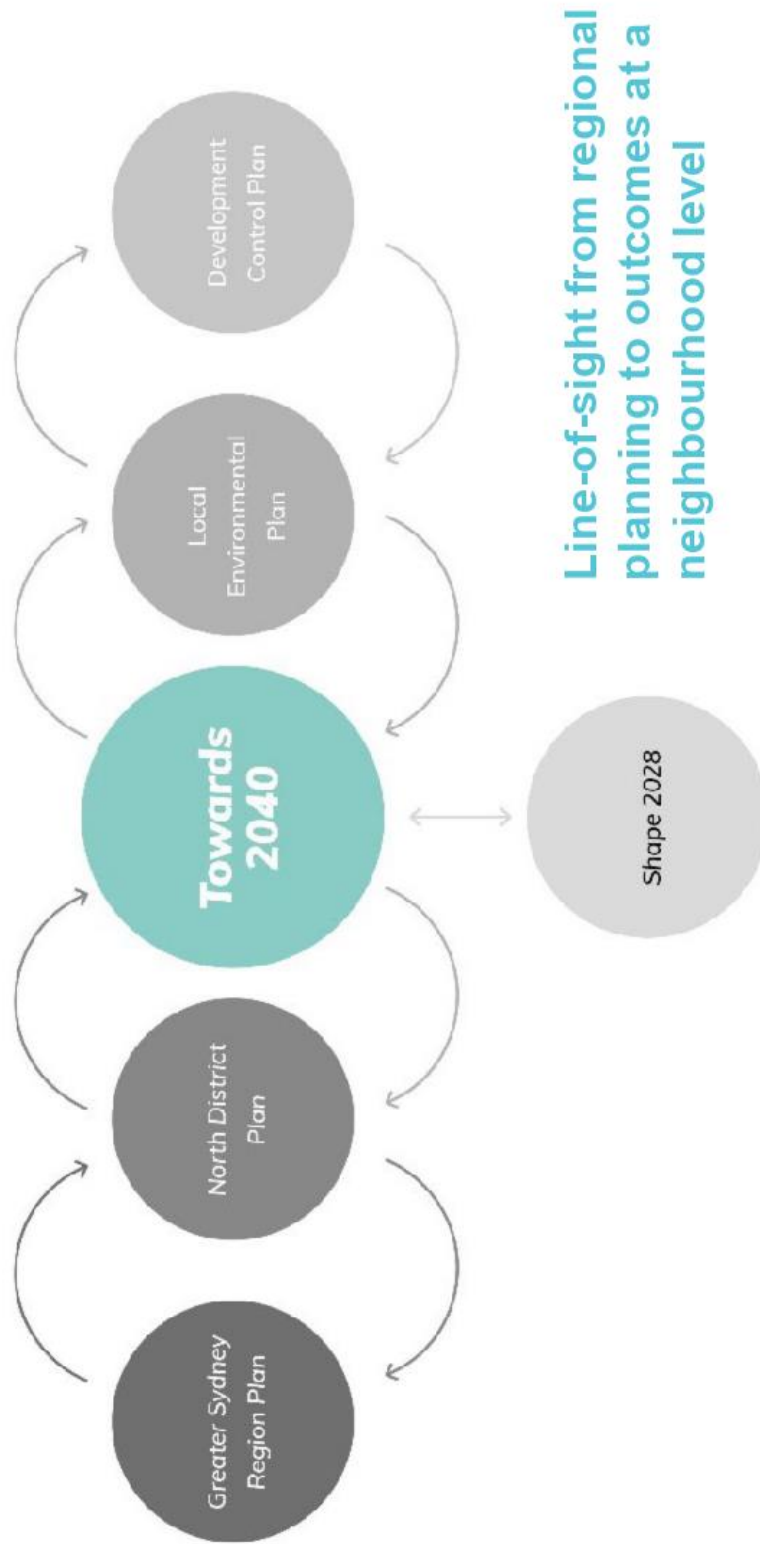 Greater Sydney
Region Plan
North District
Plan
Towards
2040
Local
Environmental
Plan
Development
Control Plan
Shape 2028
Line-of-sight from regional
planning to outcomes at a
neighbourhood level